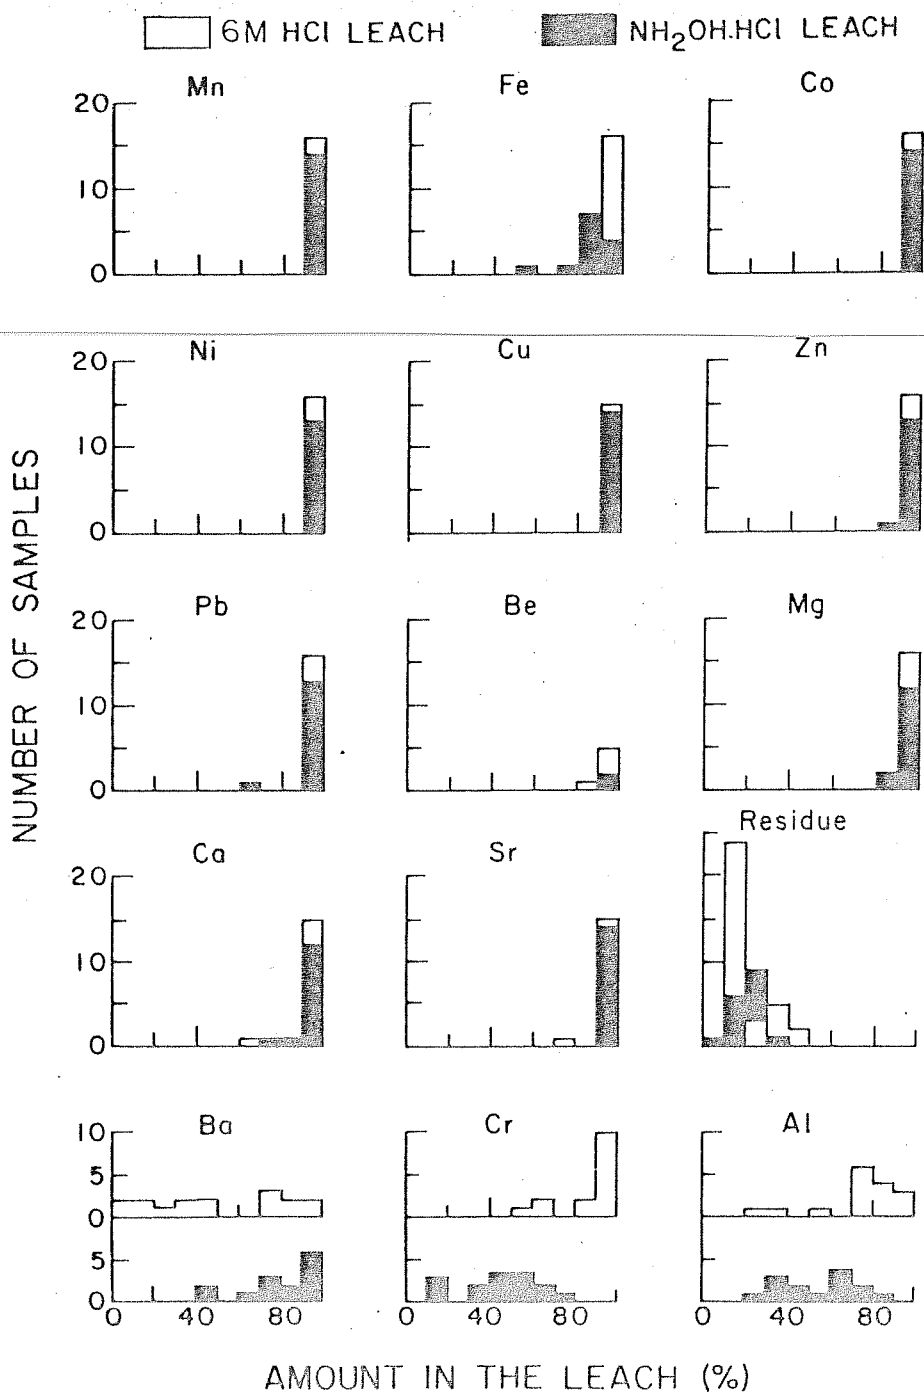 6M HCl LEACH NH₂OH.HCl LEACH
Mn Fe Co
20
10
0
Ni Cu Zn
20
10
0
NUMBER OF SAMPLES
Pb Be Mg
20
10
0
Ca Sr Residue
20
10
0
Ba Cr Al
10
5
0
5
0
0 40 80 0 40 80 0 40 80
AMOUNT IN THE LEACH (%)